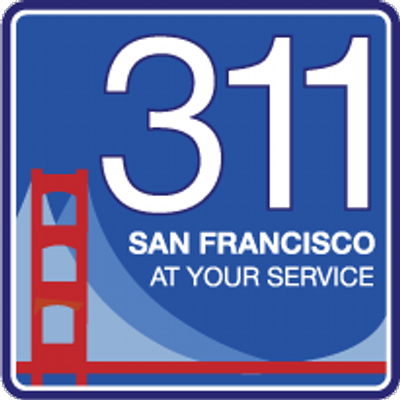 311
SAN FRANCISCO
AT YOUR SERVICE